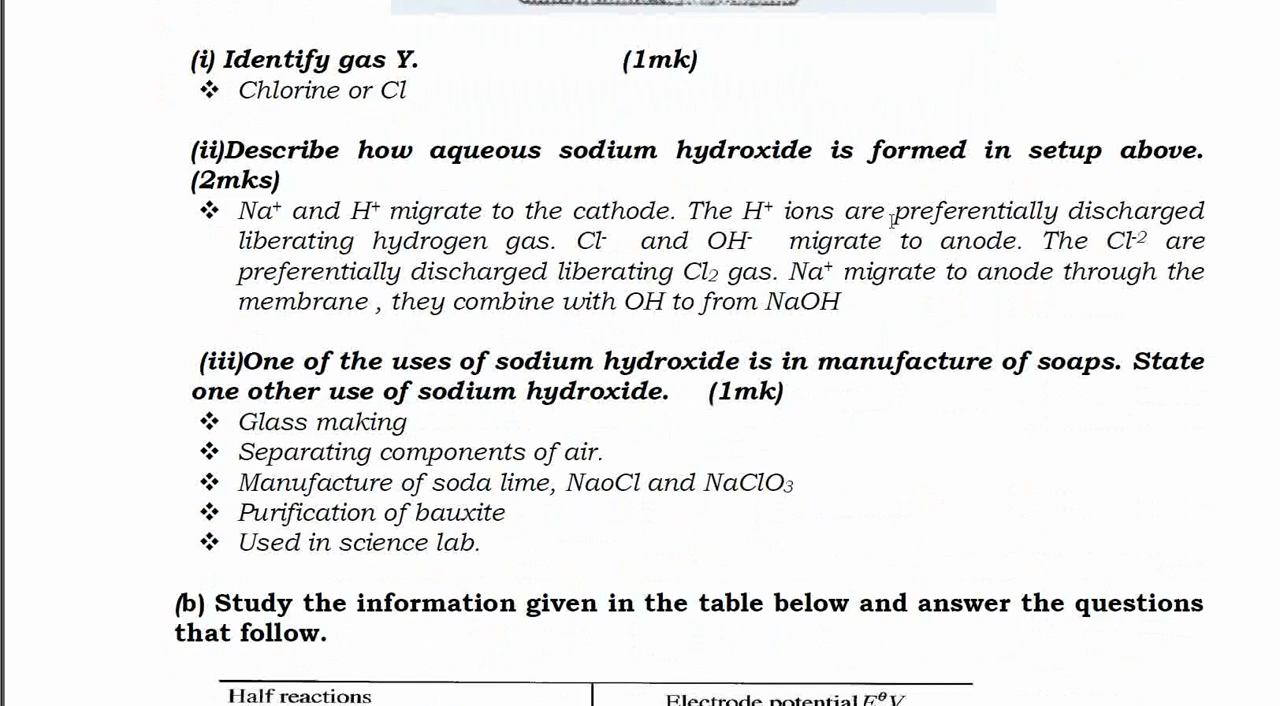 (i) Identify gas Y. (1mk)
❖ Chlorine or Cl
(ii)Describe how aqueous sodium hydroxide is formed in setup above.
(2mks)
❖ Na⁺ and H⁺ migrate to the cathode. The H⁺ ions are preferentially discharged
liberating hydrogen gas. Cl⁻ and OH⁻ migrate to anode. The Cl⁻² are
preferentially discharged liberating Cl₂ gas. Na⁺ migrate to anode through the
membrane , they combine with OH to from NaOH
(iii)One of the uses of sodium hydroxide is in manufacture of soaps. State
one other use of sodium hydroxide. (1mk)
❖ Glass making
❖ Separating components of air.
❖ Manufacture of soda lime, NaoCl and NaClO₃
❖ Purification of bauxite
❖ Used in science lab.
(b) Study the information given in the table below and answer the questions
that follow.
Half reactions Electrode potential E^θ V